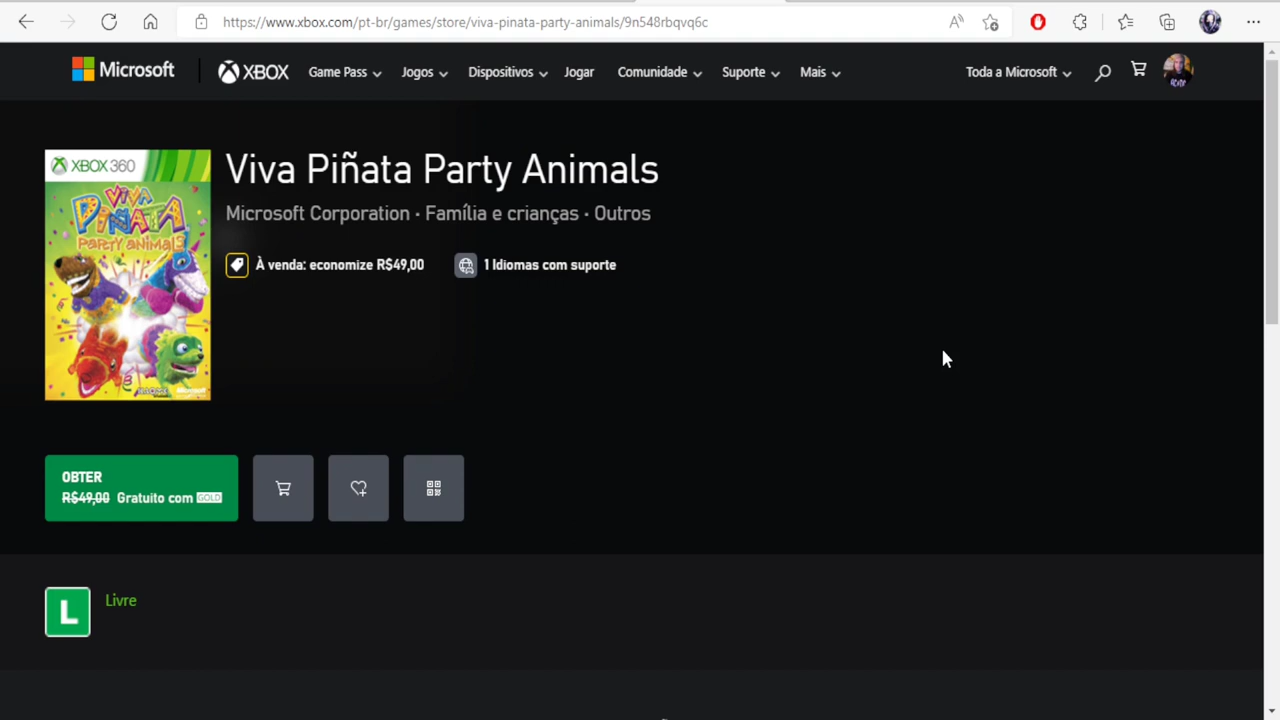 https://www.xbox.com/pt-br/games/store/viva-pinata-party-animals/9n548rbqvq6c
Microsoft XBOX Game Pass Jogos Dispositivos Jogar Comunidade Suporte Mais Toda a Microsoft
XBOX 360
VIVA
PIÑATA
PARTY ANIMALS
Viva Piñata Party Animals
Microsoft Corporation · Família e crianças · Outros
À venda: economize R$49,00 1 Idiomas com suporte
OBTER
R$49,00 Gratuito com GOLD
L Livre